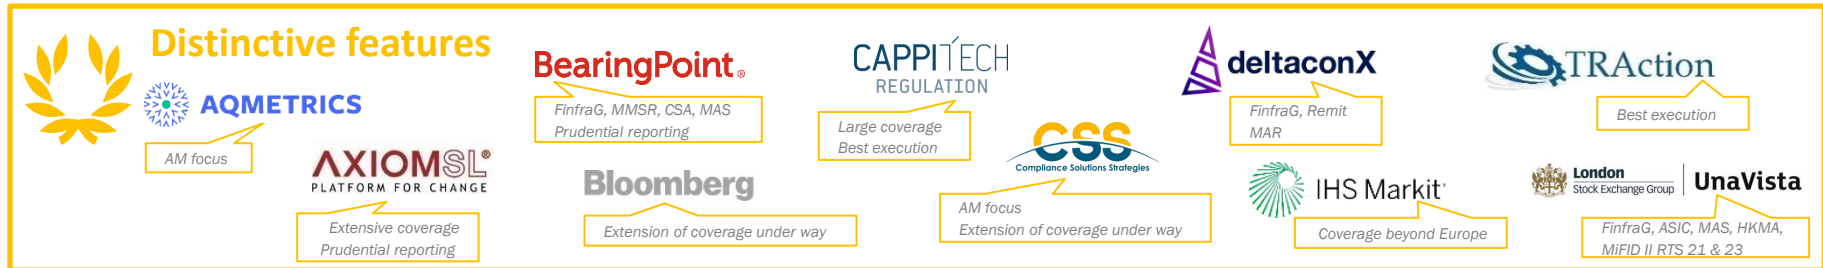 Distinctive features
AQMETRICS
AM focus
AXIOMSL®
PLATFORM FOR CHANGE
Extensive coverage
Prudential reporting
BearingPoint®
FinfraG, MMSR, CSA, MAS
Prudential reporting
Bloomberg
Extension of coverage under way
CAPPITECH
REGULATION
Large coverage
Best execution
CSS
Compliance Solutions Strategies
AM focus
Extension of coverage under way
deltaconX
FinfraG, Remit
MAR
IHS Markit
Coverage beyond Europe
TRAction
Best execution
London
Stock Exchange Group
UnaVista
FinfraG, ASIC, MAS, HKMA,
MiFID II RTS 21 & 23